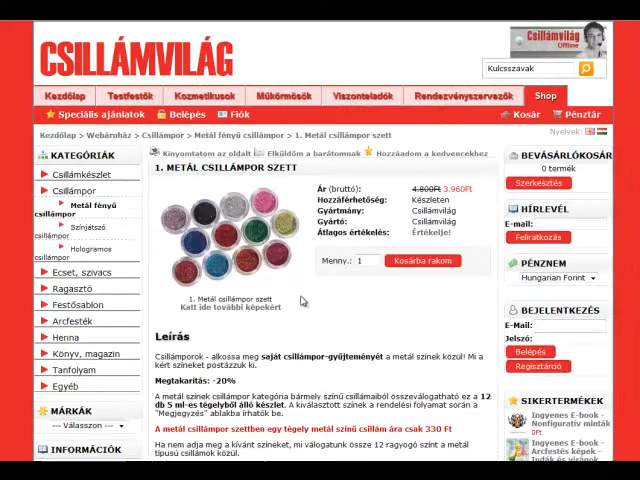 CSILLÁMVILÁG
Csillámvilág
Offline
Kulcsszavak
Kezdőlap
Testfestők
Kozmetikusok
Műkörmösök
Viszonteladók
Rendezvényszervezők
Shop
Speciális ajánlatok
Belépés
Fiók
Kosár
Pénztár
Kezdőlap > Webáruház > Csillámpor > Metál fényű csillámpor > 1. Metál csillámpor szett
Nyelvek:
KATEGÓRIÁK
Csillámkészlet
Csillámpor
Metál fényű
csillámpor
Színjátszó
csillámpor
Hologramos
csillámpor
Ecset, szivacs
Ragasztó
Festősablon
Arcfesték
Henna
Könyv, magazin
Tanfolyam
Egyéb
MÁRKÁK
--- Válasszon ---
INFORMÁCIÓK
Kinyomtatom az oldalt
Elküldöm a barátomnak
Hozzáadom a kedvencekhez
1. METÁL CSILLÁMPOR SZETT
Ár (bruttó): 4.800Ft 3.960Ft
Hozzáférhetőség: Készleten
Gyártmány: Csillámvilág
Gyártó: Csillámvilág
Átlagos értékelés: Értékelje!
Menny.: 1 Kosárba rakom
1. Metál csillámpor szett
Katt ide további képekért
Leírás
Csillámporok - alkossa meg saját csillámpor-gyűjteményét a metál színek közül! Mi a
kért színeket postázzuk ki.
Megtakarítás: -20%
A metál színek csillámpor kategória bármely színű csillámaiból összeválogatható ez a 12
db 5 ml-es tégelyből álló készlet. A kiválasztott színek a rendelési folyamat során a
"Megjegyzés" ablakba írhatók be.
A metál csillámpor szettben egy tégely metál színű csillám ára csak 330 Ft
Ha nem adja meg a kívánt színeket, mi válogatunk össze 12 ragyogó színt a metál
típusú csillámok közül.
BEVÁSÁRLÓKOSÁR
0 termék
Szerkesztés
HÍRLEVÉL
E-mail:
Feliratkozás
PÉNZNEM
Hungarian Forint
BEJELENTKEZÉS
E-Mail:
Jelszó:
Belépés
Regisztráció
SIKERTERMÉKEK
Ingyenes E-book -
Nonfiguratív minták
0Ft
Ingyenes E-book -
Arcfestés képek -
Indák és virágok